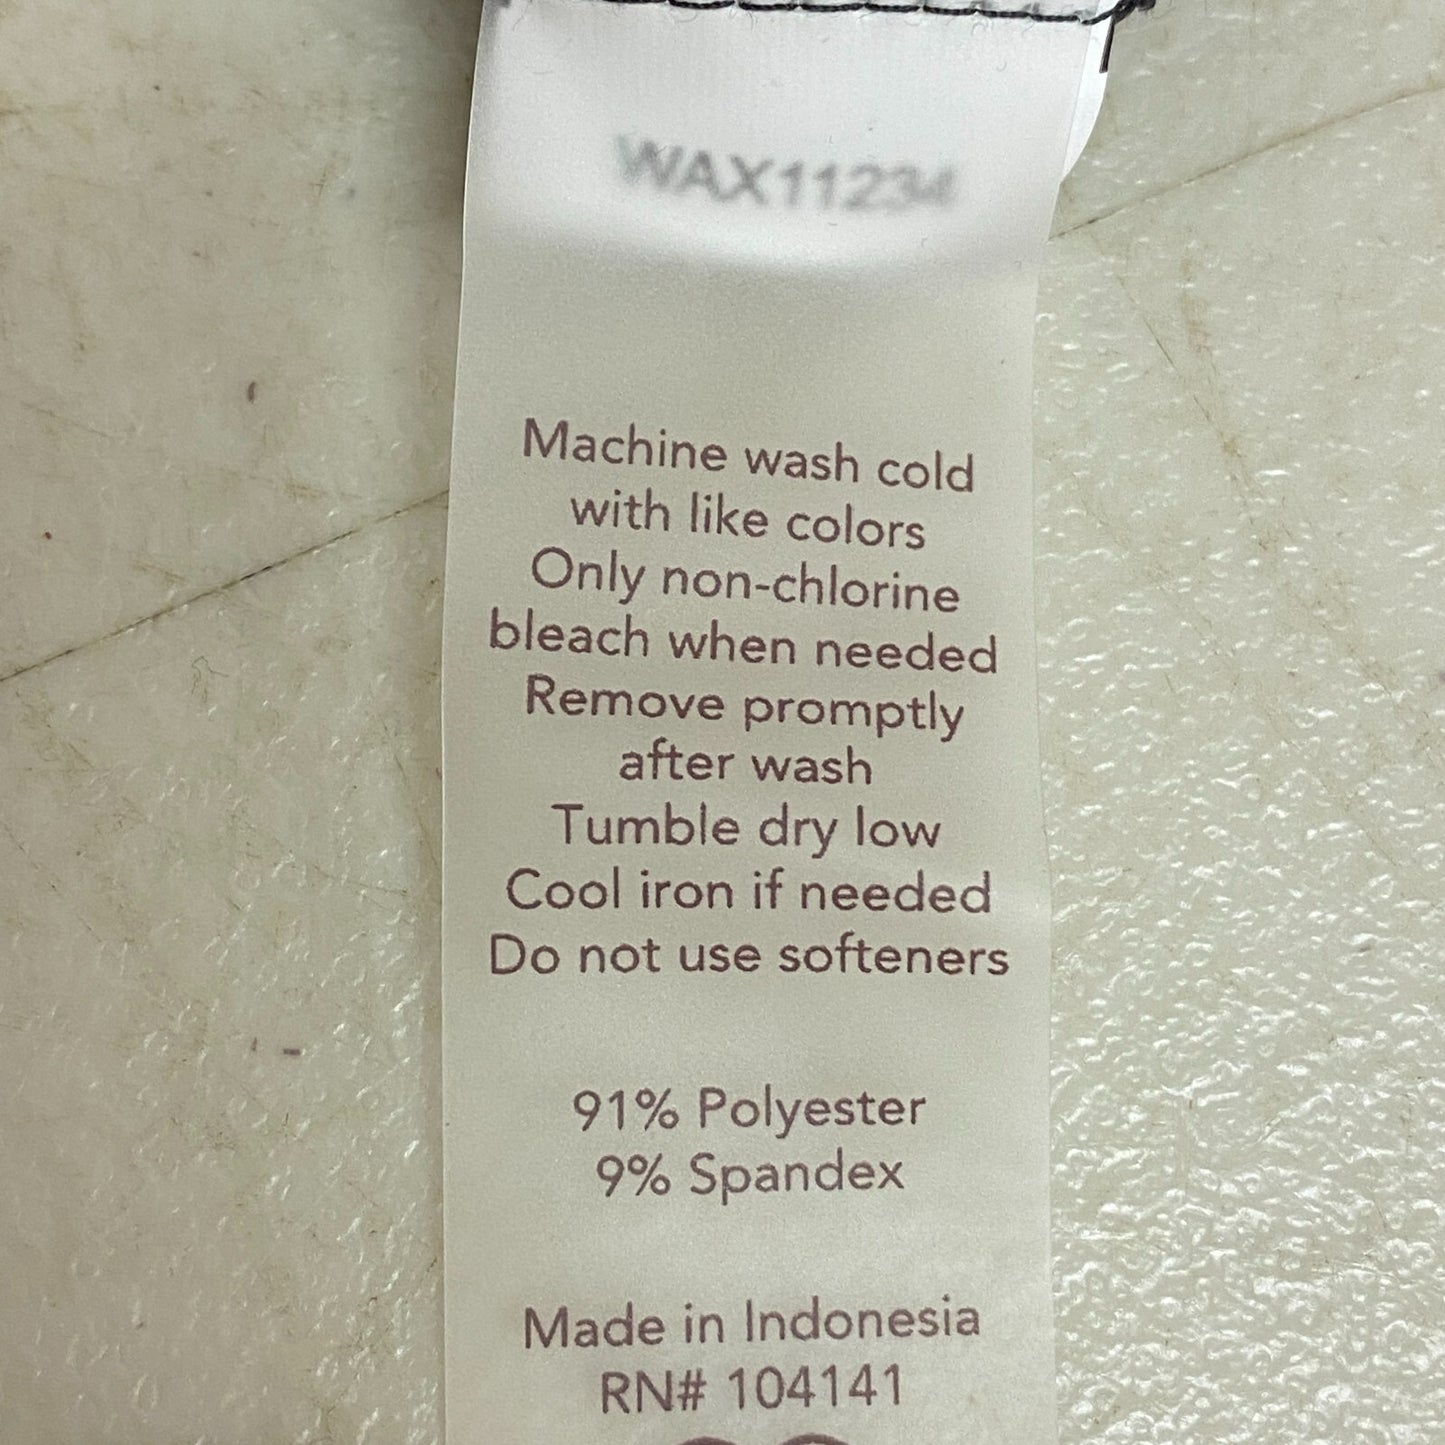 WAX11234
Machine wash cold
with like colors
Only non-chlorine
bleach when needed
Remove promptly
after wash
Tumble dry low
Cool iron if needed
Do not use softeners
91% Polyester
9% Spandex
Made in Indonesia
RN# 104141